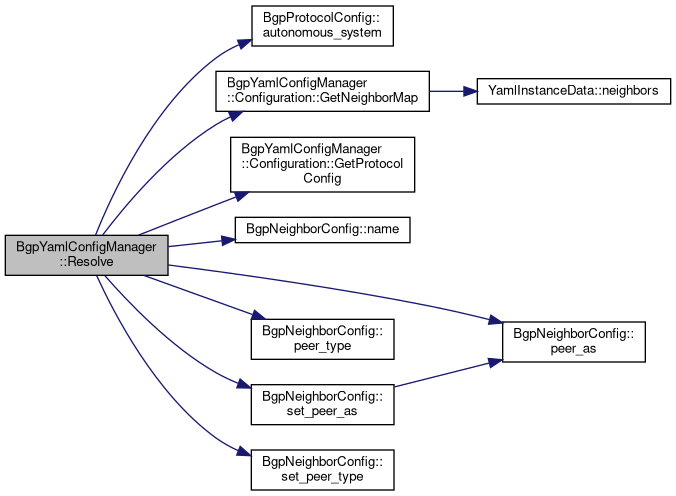 BgpProtocolConfig::
autonomous_system
BgpYamlConfigManager
::Configuration::GetNeighborMap
YamlInstanceData::neighbors
BgpYamlConfigManager
::Configuration::GetProtocol
Config
BgpNeighborConfig::name
BgpYamlConfigManager
::Resolve
BgpNeighborConfig::
peer_type
BgpNeighborConfig::
peer_as
BgpNeighborConfig::
set_peer_as
BgpNeighborConfig::
set_peer_type